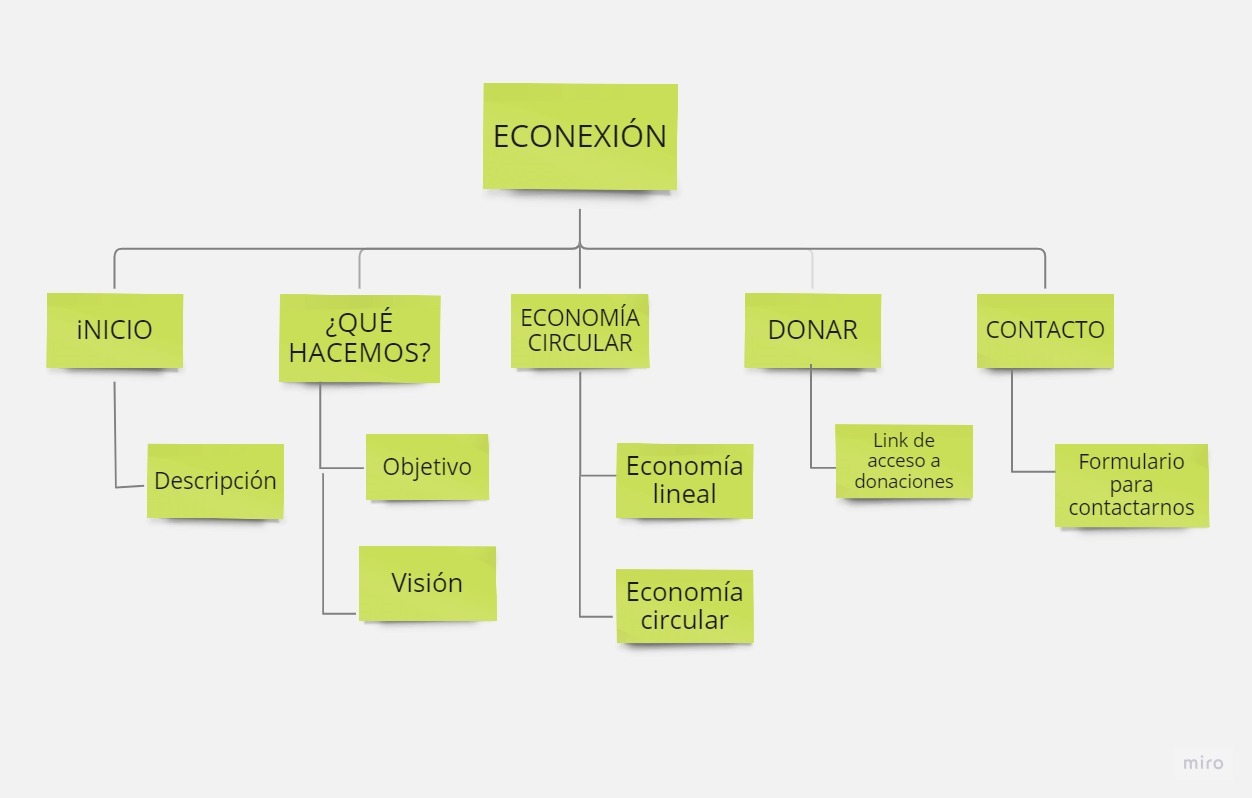 ECONEXIÓN
iNICIO
¿QUÉ
HACEMOS?
ECONOMÍA
CIRCULAR
DONAR
CONTACTO
Descripción
Objetivo
Visión
Economía
lineal
Economía
circular
Link de
acceso a
donaciones
Formulario
para
contactarnos
miro